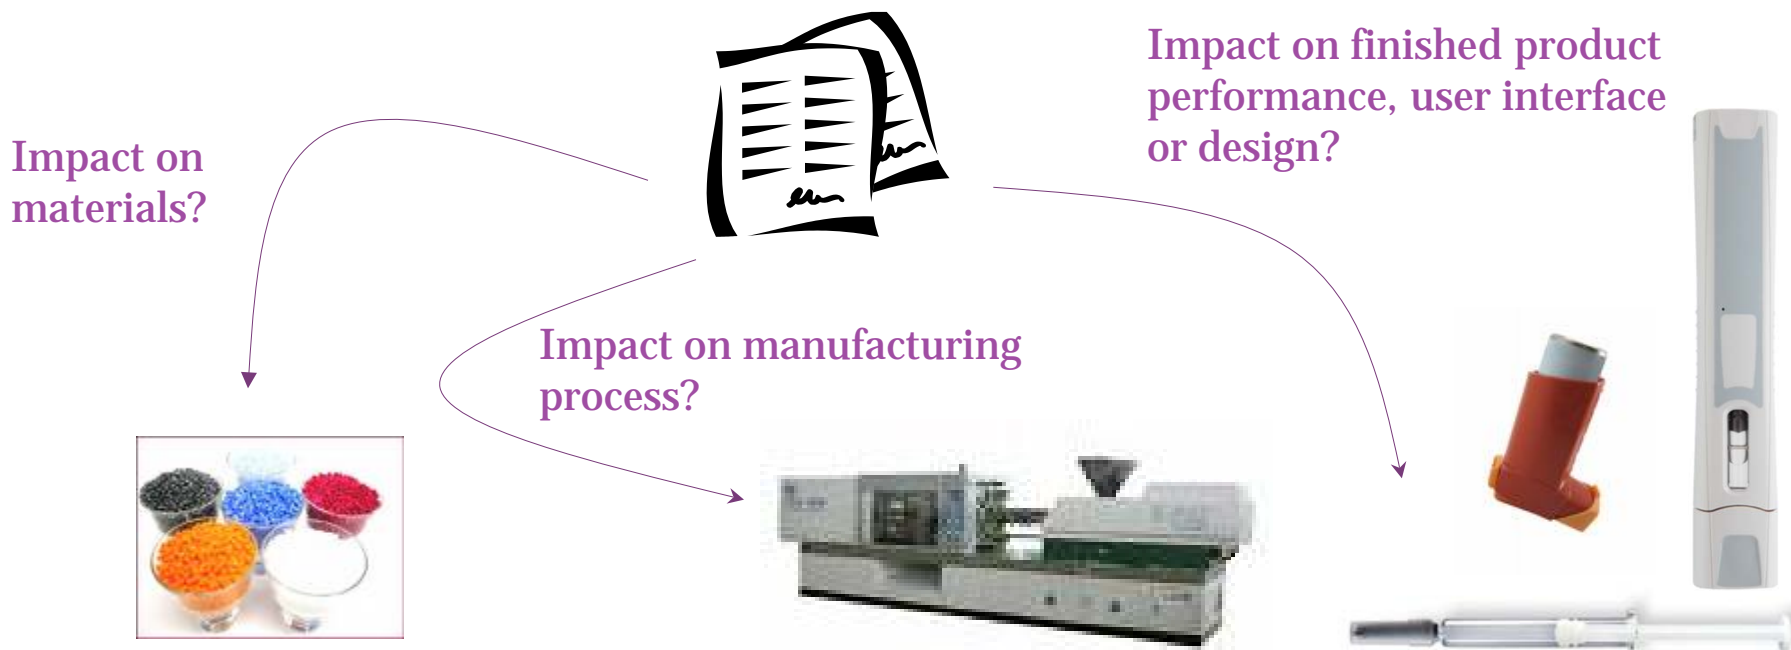 Impact on
materials?
Impact on manufacturing
process?
Impact on finished product
performance, user interface
or design?